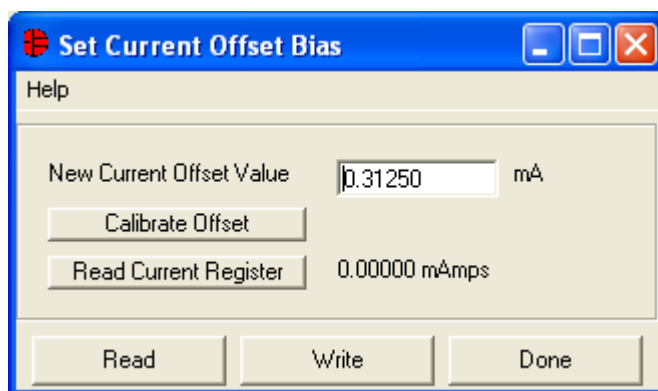 Set Current Offset Bias
Help
New Current Offset Value 0.31250 mA
Calibrate Offset
Read Current Register 0.00000 mAmps
Read Write Done